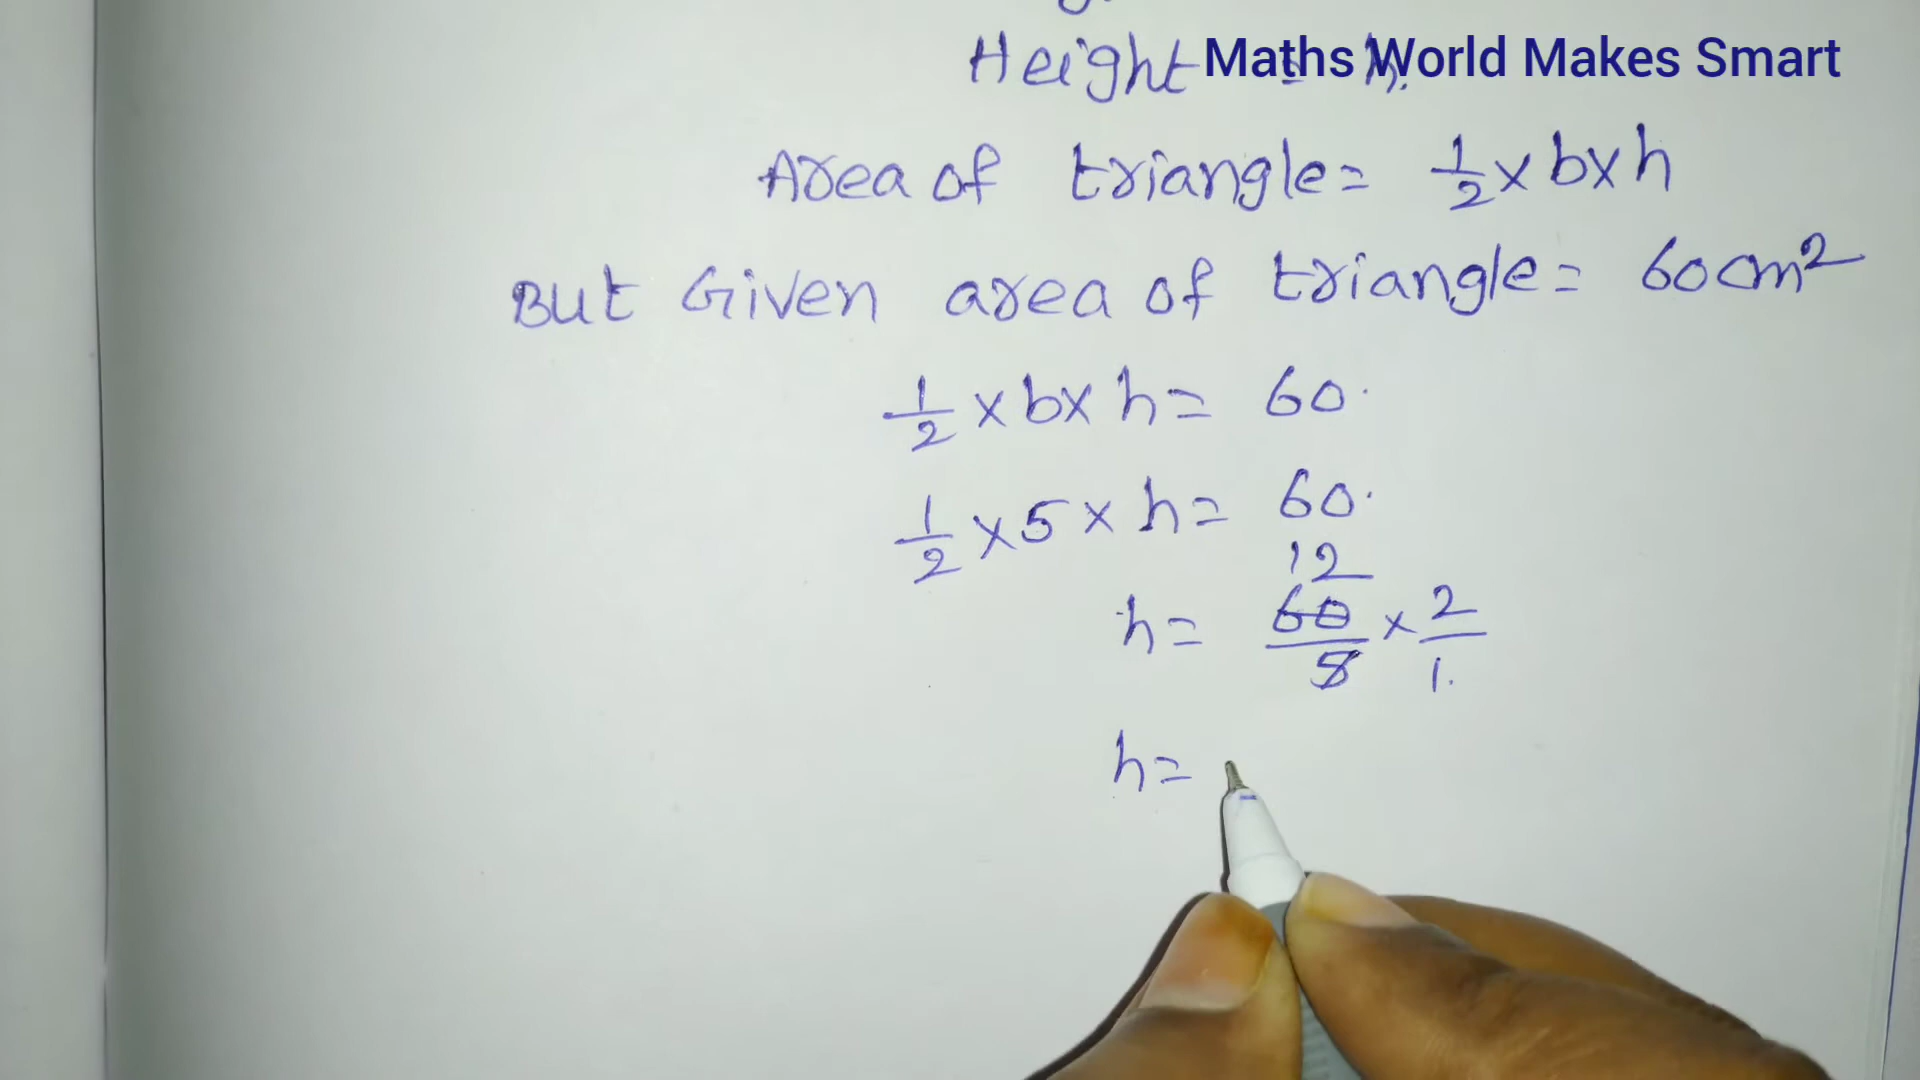 Height = h.
Maths World Makes Smart
Area of triangle = 1/2 × b × h
But Given area of triangle = 60cm²
1/2 × b × h = 60.
1/2 × 5 × h = 60.
12
h = 60/5 × 2/1.
h =